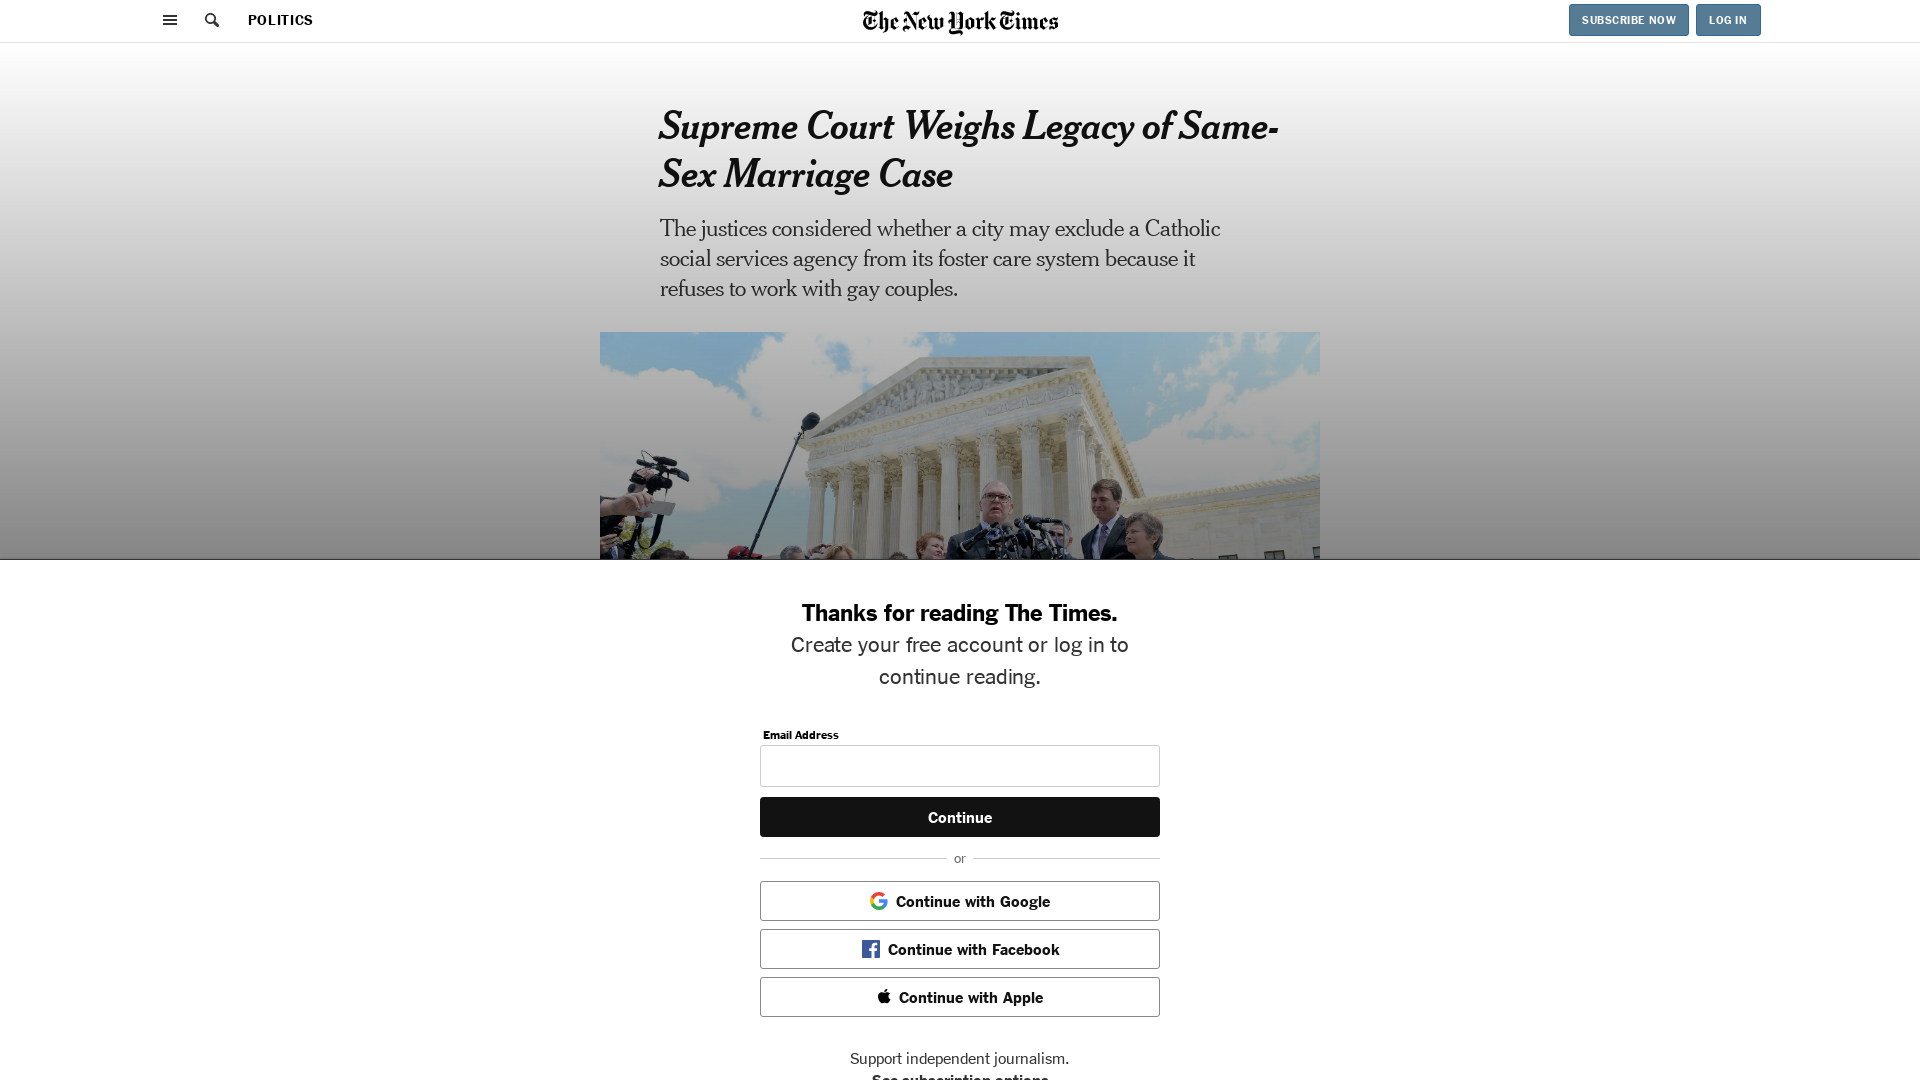 POLITICS
The New York Times
SUBSCRIBE NOW
LOG IN
Supreme Court Weighs Legacy of Same-
Sex Marriage Case
The justices considered whether a city may exclude a Catholic
social services agency from its foster care system because it
refuses to work with gay couples.
Thanks for reading The Times.
Create your free account or log in to
continue reading.
Email Address
Continue
or
Continue with Google
Continue with Facebook
Continue with Apple
Support independent journalism.
See subscription options